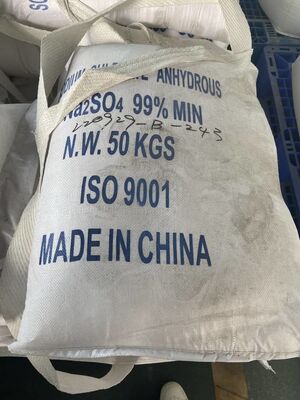 ANHYDROUS
Na2SO4 99% MIN
220929-B-243
N.W. 50 KGS
ISO 9001
MADE IN CHINA